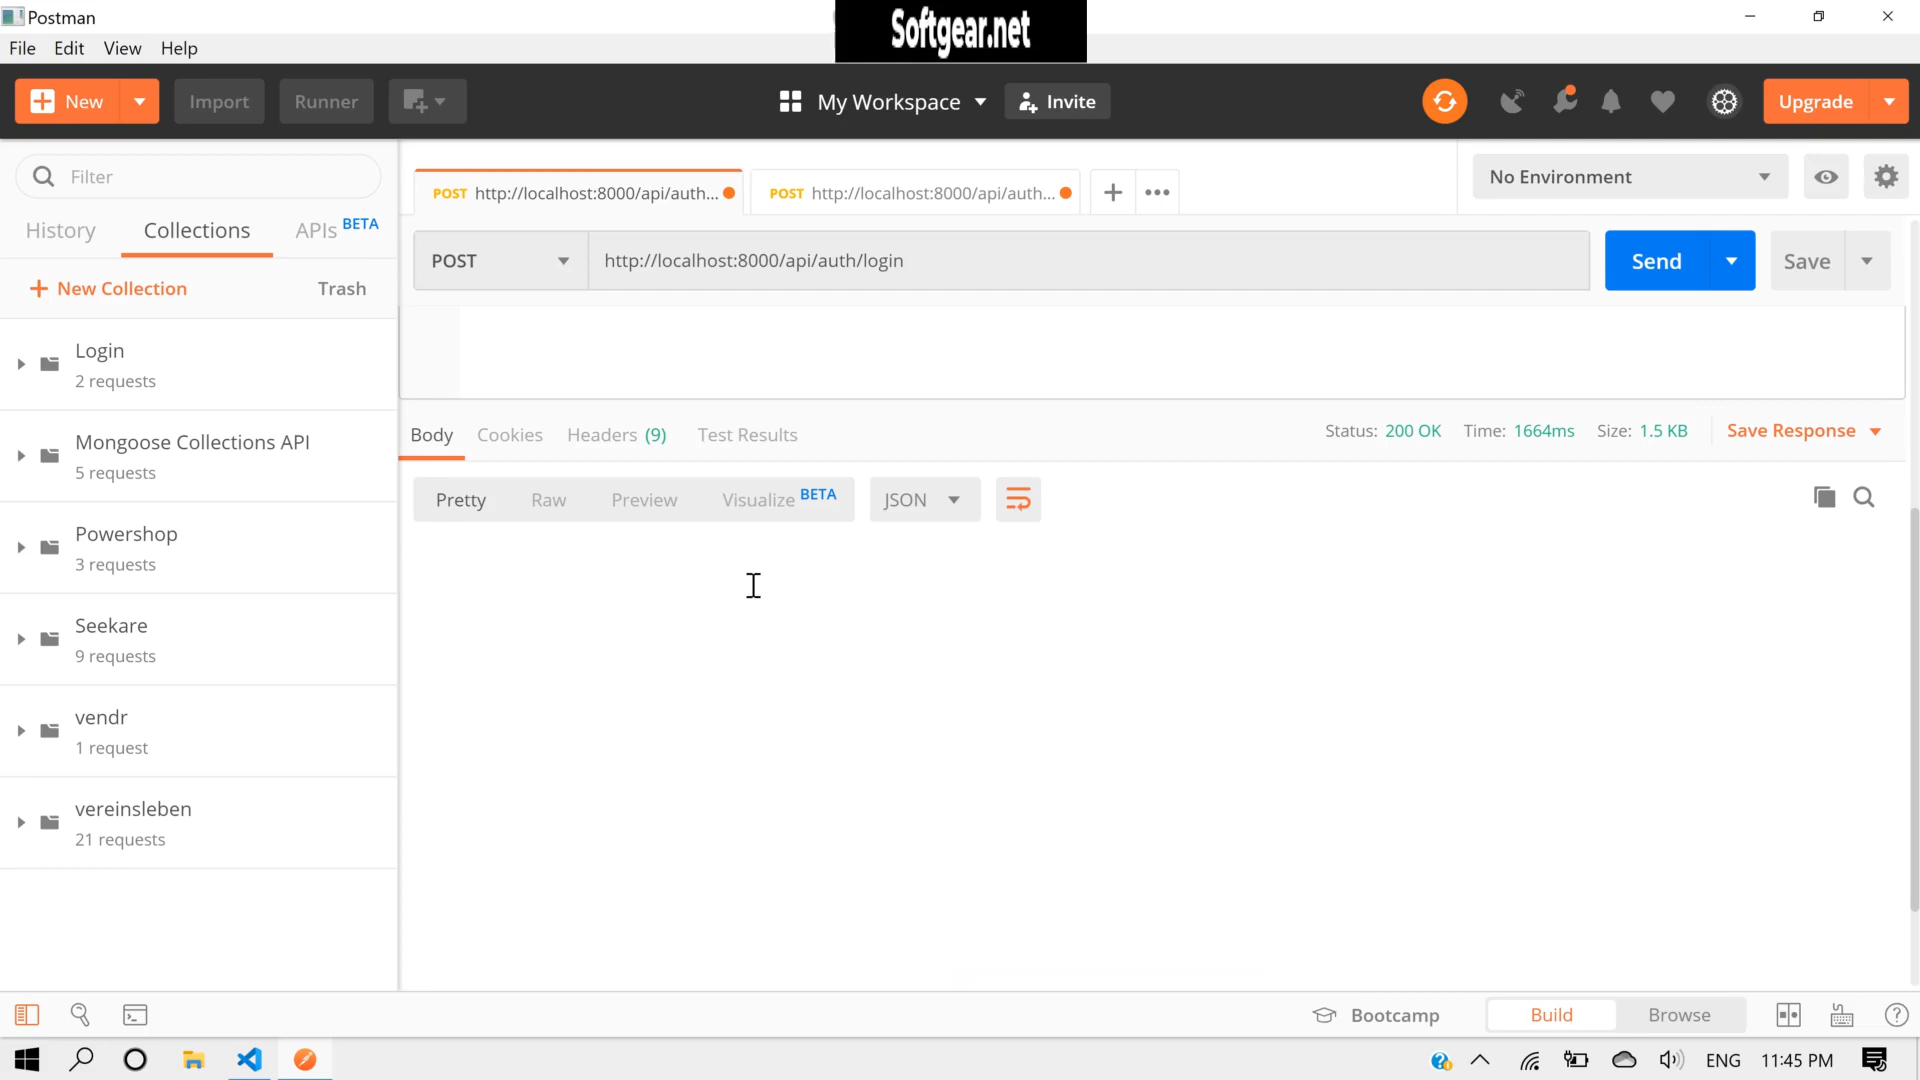 Postman
Softgear.net
File Edit View Help
New Import Runner My Workspace Invite Upgrade
Filter
History Collections APIs BETA
New Collection Trash
Login
2 requests
Mongoose Collections API
5 requests
Powershop
3 requests
Seekare
9 requests
vendr
1 request
vereinsleben
21 requests
POST http://localhost:8000/api/auth... POST http://localhost:8000/api/auth... ••• No Environment
POST http://localhost:8000/api/auth/login Send Save
Body Cookies Headers (9) Test Results Status: 200 OK Time: 1664ms Size: 1.5 KB Save Response
Pretty Raw Preview Visualize BETA JSON
Bootcamp Build Browse
ENG 11:45 PM